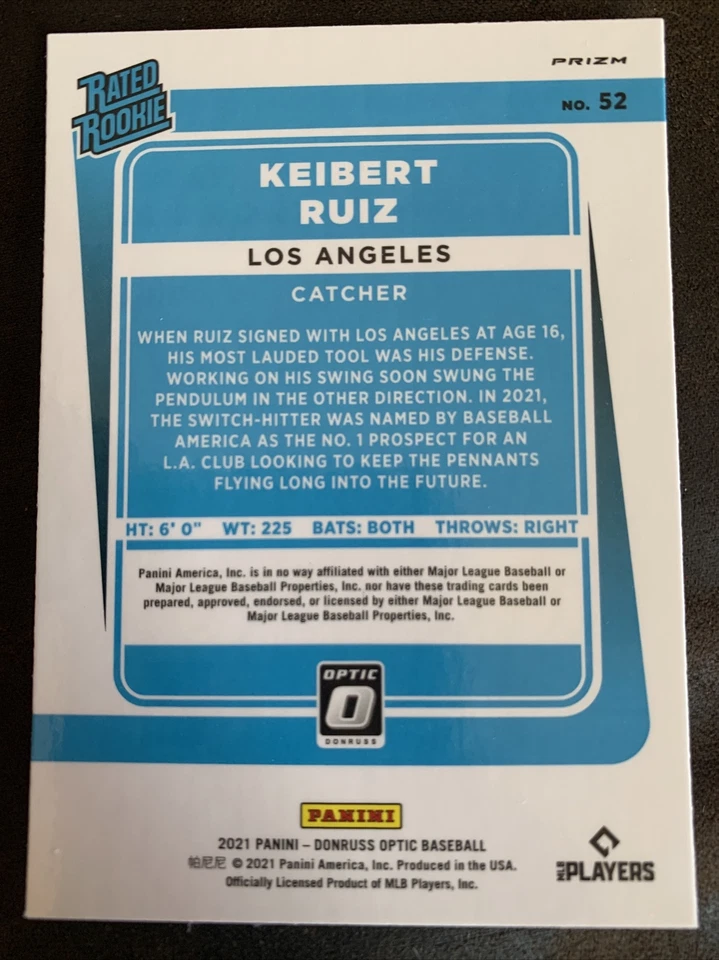 PRIZM
RATED
ROOKIE
NO. 52
KEIBERT
RUIZ
LOS ANGELES
CATCHER
WHEN RUIZ SIGNED WITH LOS ANGELES AT AGE 16,
HIS MOST LAUDED TOOL WAS HIS DEFENSE.
WORKING ON HIS SWING SOON SWUNG THE
PENDULUM IN THE OTHER DIRECTION. IN 2021,
THE SWITCH-HITTER WAS NAMED BY BASEBALL
AMERICA AS THE NO. 1 PROSPECT FOR AN
L.A. CLUB LOOKING TO KEEP THE PENNANTS
FLYING LONG INTO THE FUTURE.
HT: 6' 0" WT: 225 BATS: BOTH THROWS: RIGHT
Panini America, Inc. is in no way affiliated with either Major League Baseball or
Major League Baseball Properties, Inc. nor have these trading cards been
prepared, approved, endorsed, or licensed by either Major League Baseball or
Major League Baseball Properties, Inc.
OPTIC
O
DONRUSS
PANINI
2021 PANINI – DONRUSS OPTIC BASEBALL
帕尼尼 © 2021 Panini America, Inc. Produced in the USA.
Officially Licensed Product of MLB Players, Inc.
MLB PLAYERS